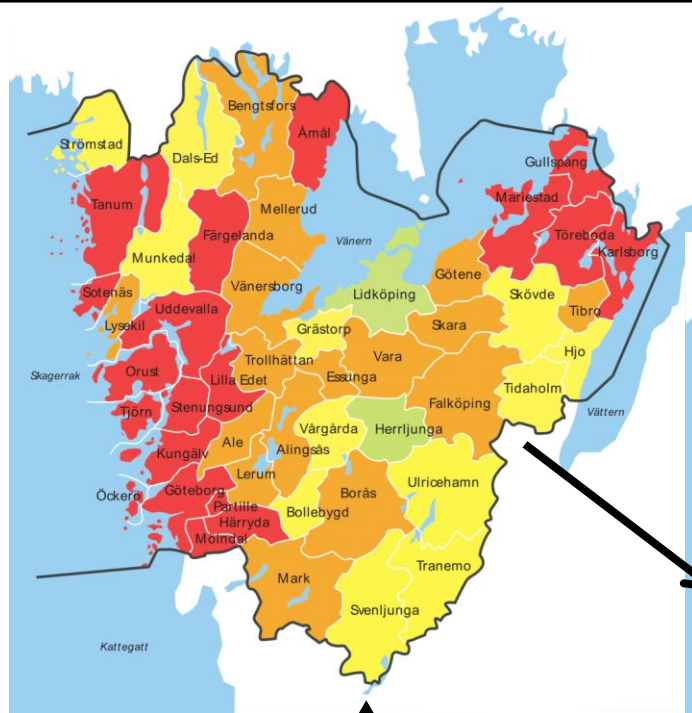 Bengtsfors
Åmål
Strömstad
Dals-Ed
Gullspång
Mariestad
Tanum
Mellerud
Töreboda
Färgelanda
Vänern
Karlsborg
Munkedal
Götene
Sotenäs
Vänersborg
Lidköping
Skövde
Uddevalla
Tibro
Lysekil
Grästorp
Skara
Hjo
Trollhättan
Vara
Skagerrak
Orust
Lilla
Edet
Essunga
Tidaholm
Tjörn
Stenungsund
Falköping
Vättern
Vårgårda
Herrljunga
Ale
Alingsås
Kungälv
Lerum
Ulricehamn
Öckerö
Göteborg
Borås
Partille
Bollebygd
Härryda
Mölndal
Tranemo
Mark
Svenljunga
Kattegatt